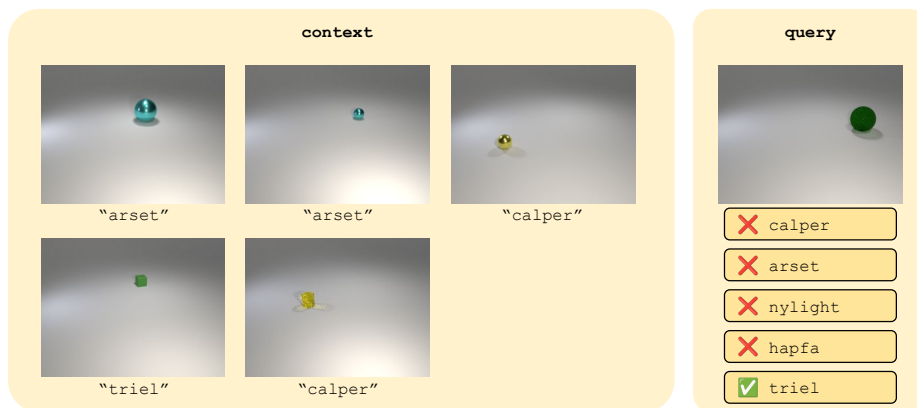 context
“arset”
“arset”
“calper”
“triel”
“calper”
query
calper
arset
nylight
hapfa
triel